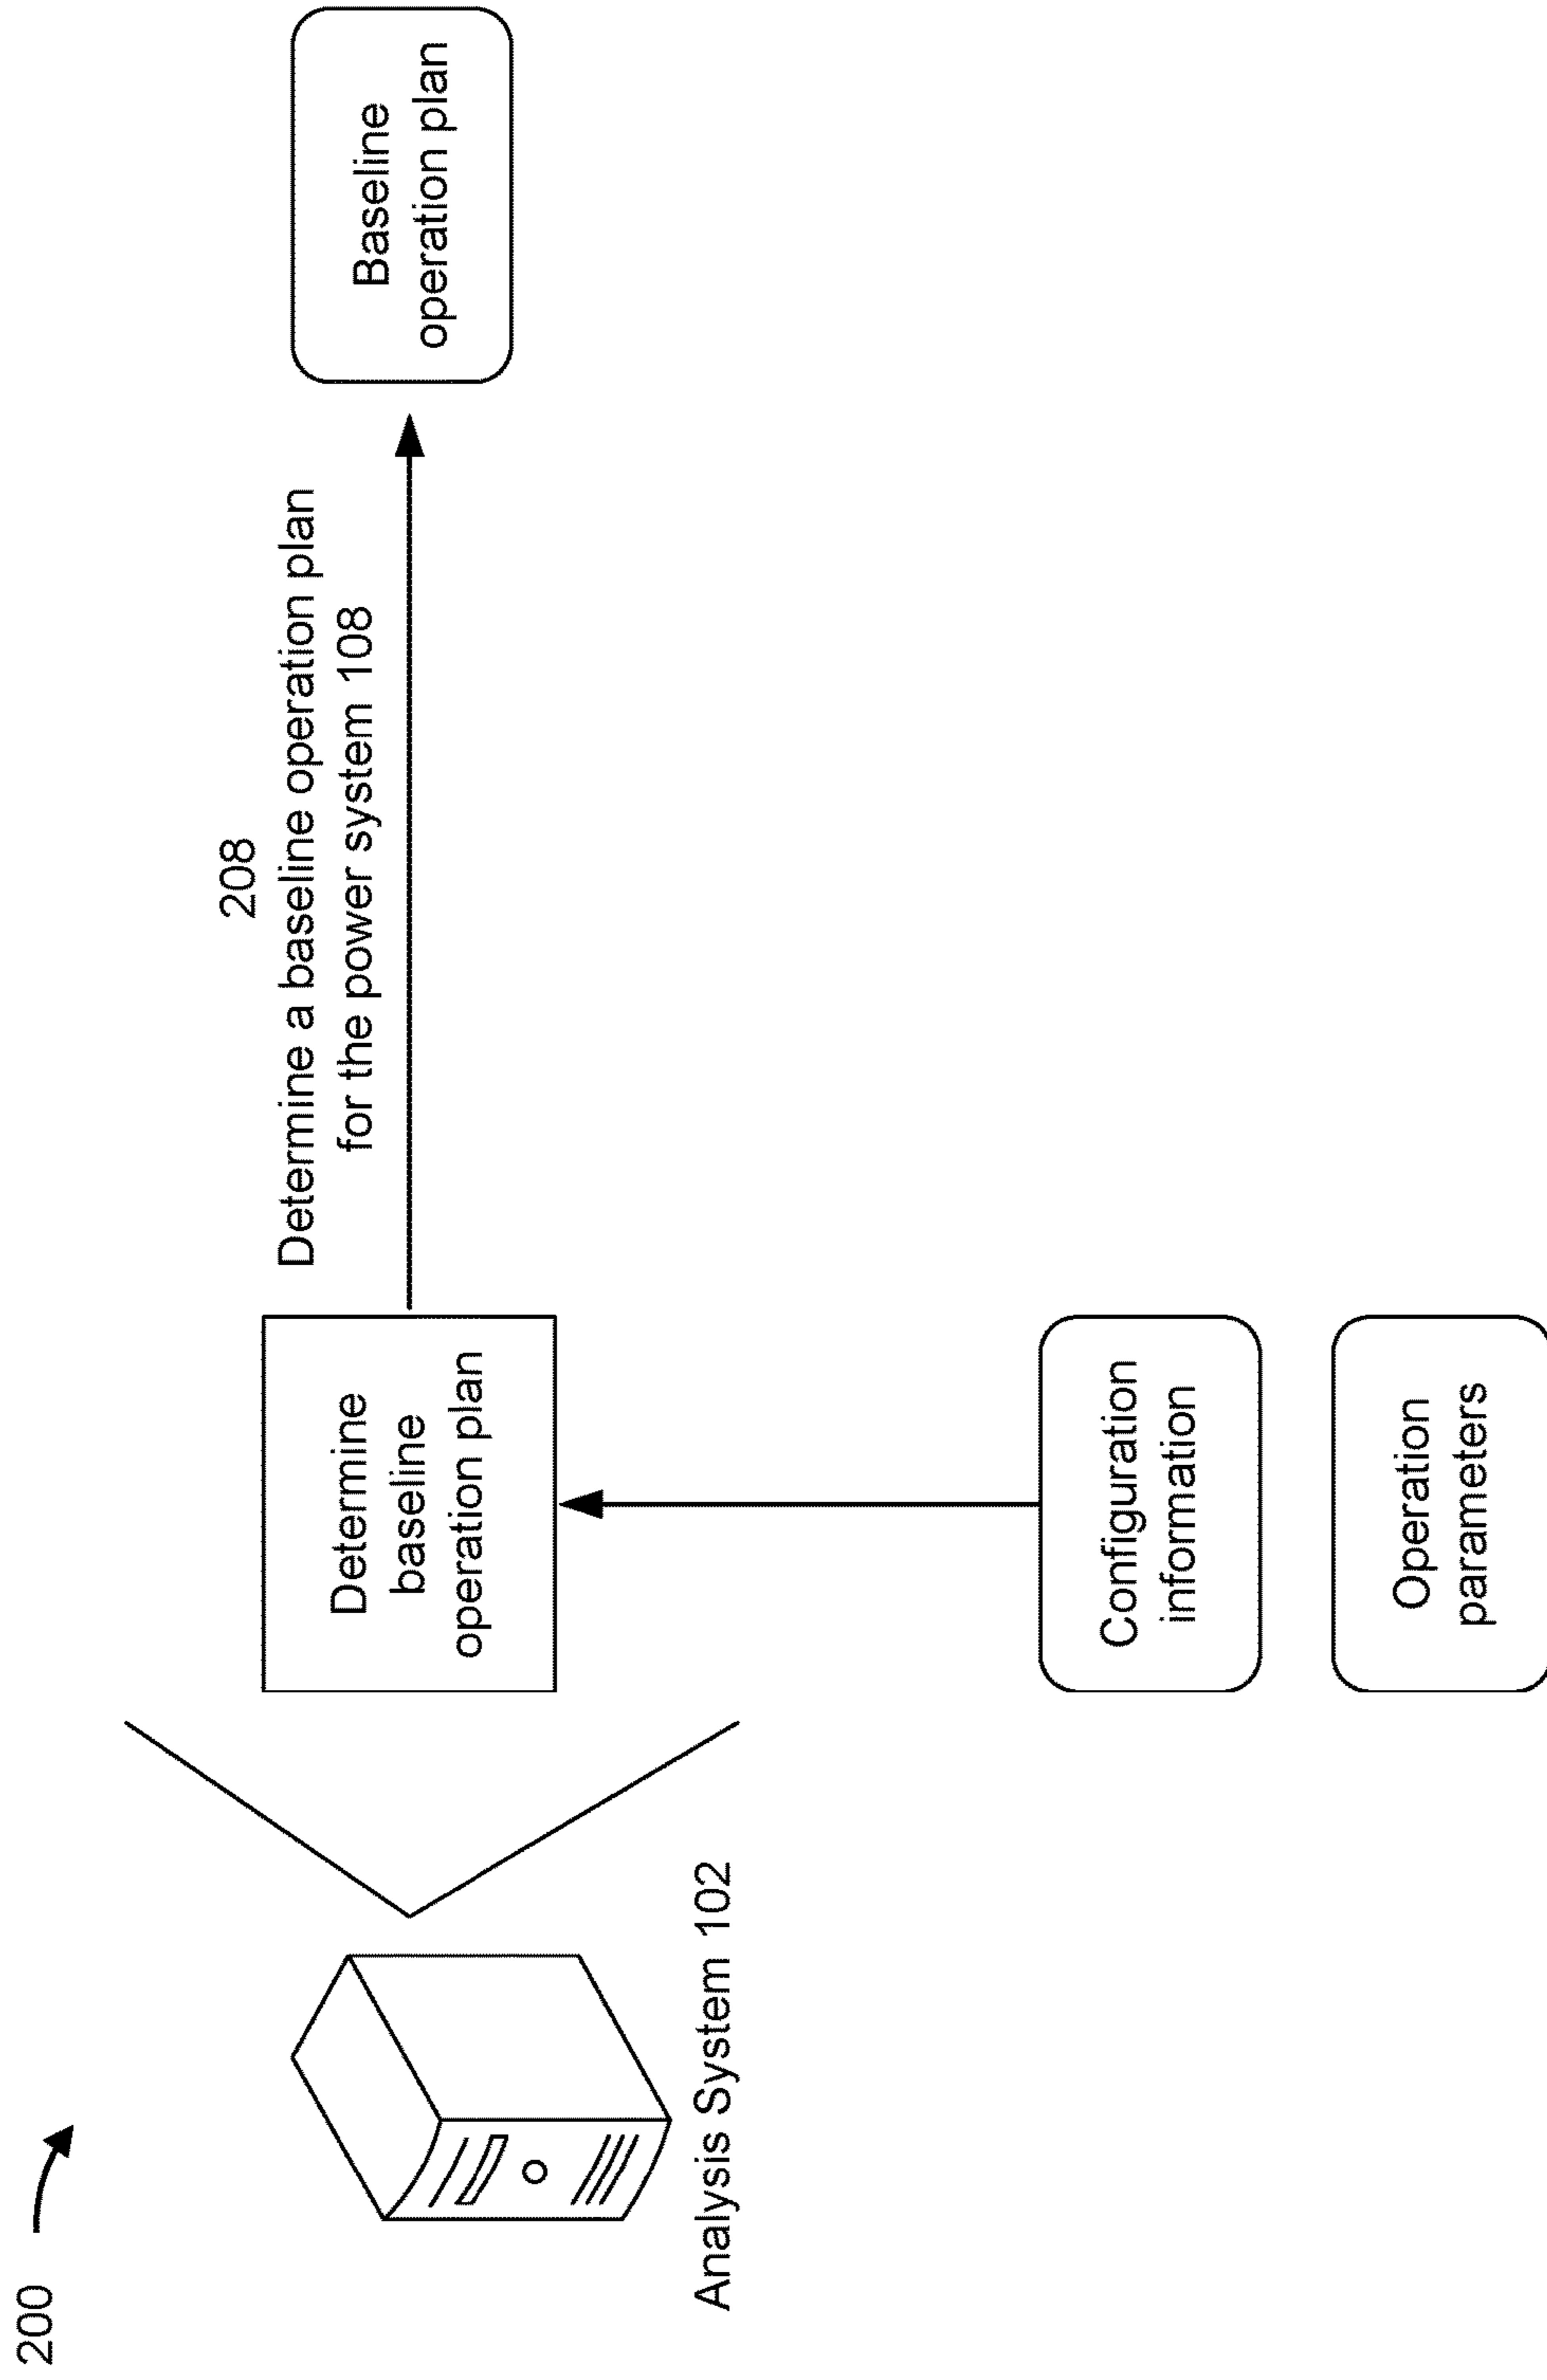 200
208
Determine a baseline operation plan
for the power system 108
Determine
baseline
operation plan
Baseline
operation plan
Analysis System 102
Configuration
information
Operation
parameters